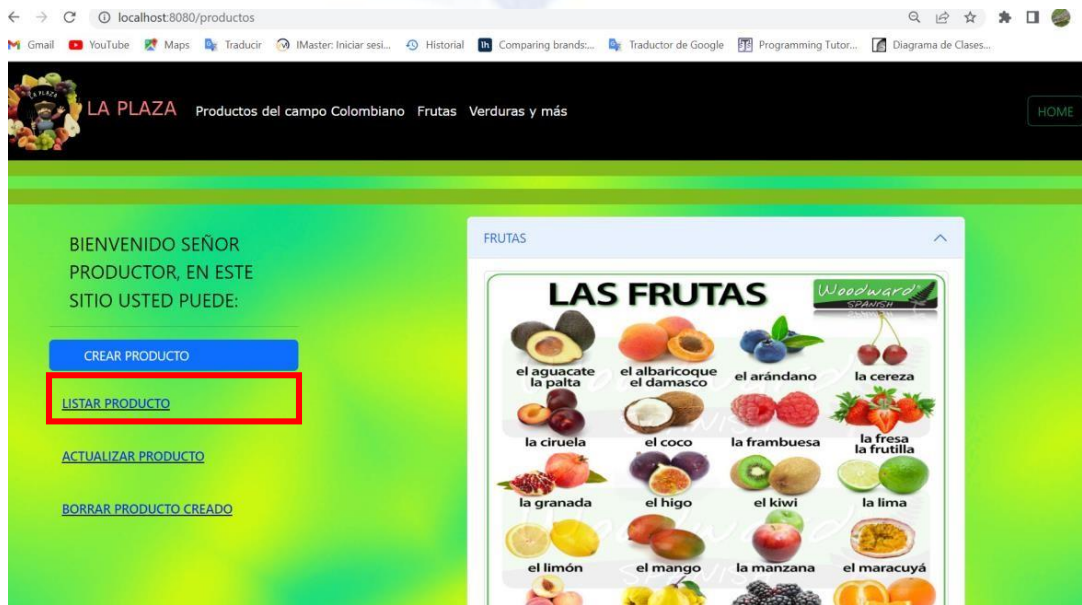 localhost:8080/productos
Gmail YouTube Maps Traducir IMaster: Iniciar sesi... Historial Comparing brands:... Traductor de Google Programming Tutor... Diagrama de Clases...
LA PLAZA
LA PLAZA Productos del campo Colombiano Frutas Verduras y más HOME
BIENVENIDO SEÑOR
PRODUCTOR, EN ESTE
SITIO USTED PUEDE:
CREAR PRODUCTO
LISTAR PRODUCTO
ACTUALIZAR PRODUCTO
BORRAR PRODUCTO CREADO
FRUTAS
LAS FRUTAS
Woodward®
SPANISH
el aguacate
la palta
el albaricoque
el damasco
el arándano
la cereza
la ciruela
el coco
la frambuesa
la fresa
la frutilla
la granada
el higo
el kiwi
la lima
el limón
el mango
la manzana
el maracuyá
Woodward
SPANISH